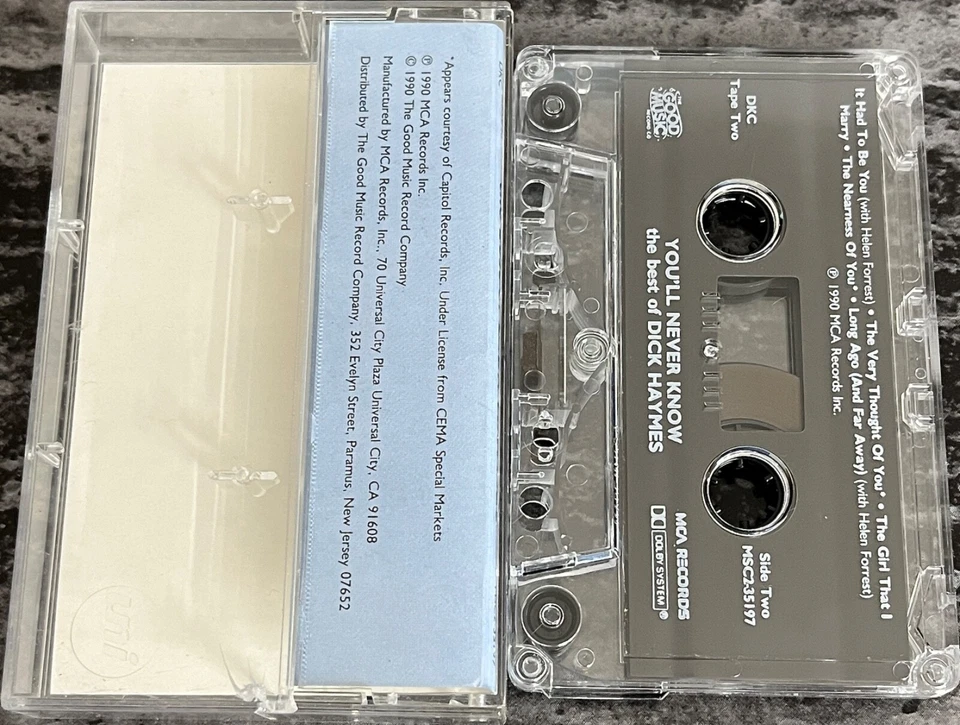 *Appears courtesy of Capitol Records, Inc. Under License from CEMA Special Markets
℗ 1990 MCA Records Inc.
© 1990 The Good Music Record Company
Manufactured by MCA Records, Inc., 70 Universal City Plaza Universal City, CA 91608
Distributed by The Good Music Record Company, 352 Evelyn Street, Paramus, New Jersey 07652
uni
It Had To Be You (with Helen Forrest) • The Very Thought Of You* • The Girl That I
Marry • The Nearness Of You* • Long Ago (And Far Away) (with Helen Forrest)
℗ 1990 MCA Records Inc.
DKC
Tape Two
Side Two
MSC235197
THE
GOOD
MUSIC
RECORD CO
YOU'LL NEVER KNOW
the best of DICK HAYMES
MCA RECORDS
DOLBY SYSTEM ®